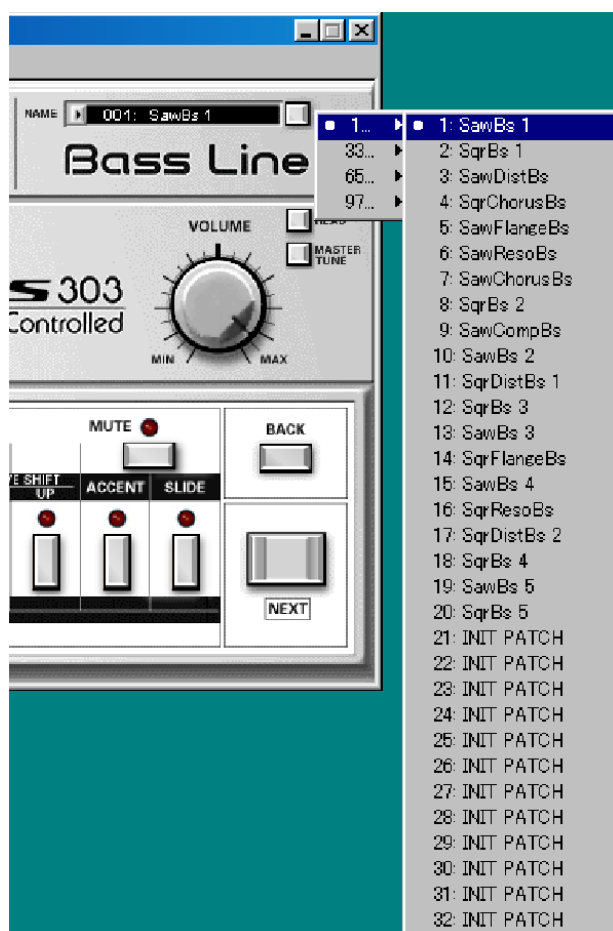 NAME 001: SawBs 1
Bass Line
VOLUME
MASTER
TUNE
S 303
Controlled
MIN MAX
MUTE
BACK
E SHIFT
UP
ACCENT
SLIDE
NEXT
1...
33...
65...
97...
1: SawBs 1
2: SqrBs 1
3: SawDistBs
4: SqrChorusBs
5: SawFlangeBs
6: SawResoBs
7: SawChorusBs
8: SqrBs 2
9: SawCompBs
10: SawBs 2
11: SqrDistBs 1
12: SqrBs 3
13: SawBs 3
14: SqrFlangeBs
15: SawBs 4
16: SqrResoBs
17: SqrDistBs 2
18: SqrBs 4
19: SawBs 5
20: SqrBs 5
21: INIT PATCH
22: INIT PATCH
23: INIT PATCH
24: INIT PATCH
25: INIT PATCH
26: INIT PATCH
27: INIT PATCH
28: INIT PATCH
29: INIT PATCH
30: INIT PATCH
31: INIT PATCH
32: INIT PATCH